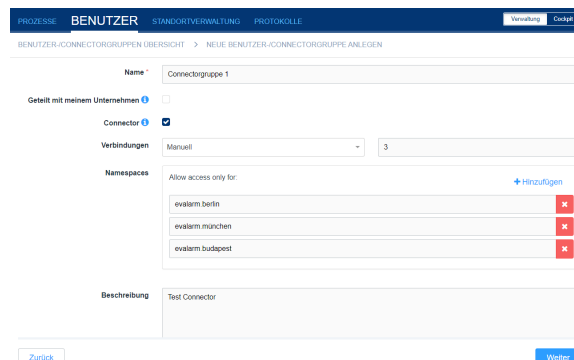 PROZESSE BENUTZER STANDORTVERWALTUNG PROTOKOLLE Verwaltung Cockpit
BENUTZER-/CONNECTORGRUPPEN ÜBERSICHT > NEUE BENUTZER-/CONNECTORGRUPPE ANLEGEN
Name * Connectorgruppe 1
Geteilt mit meinem Unternehmen
Connector
Verbindungen Manuell 3
Namespaces Allow access only for:
+ Hinzufügen
evalarm.berlin
evalarm.münchen
evalarm.budapest
Beschreibung Test Connector
Zurück Weiter